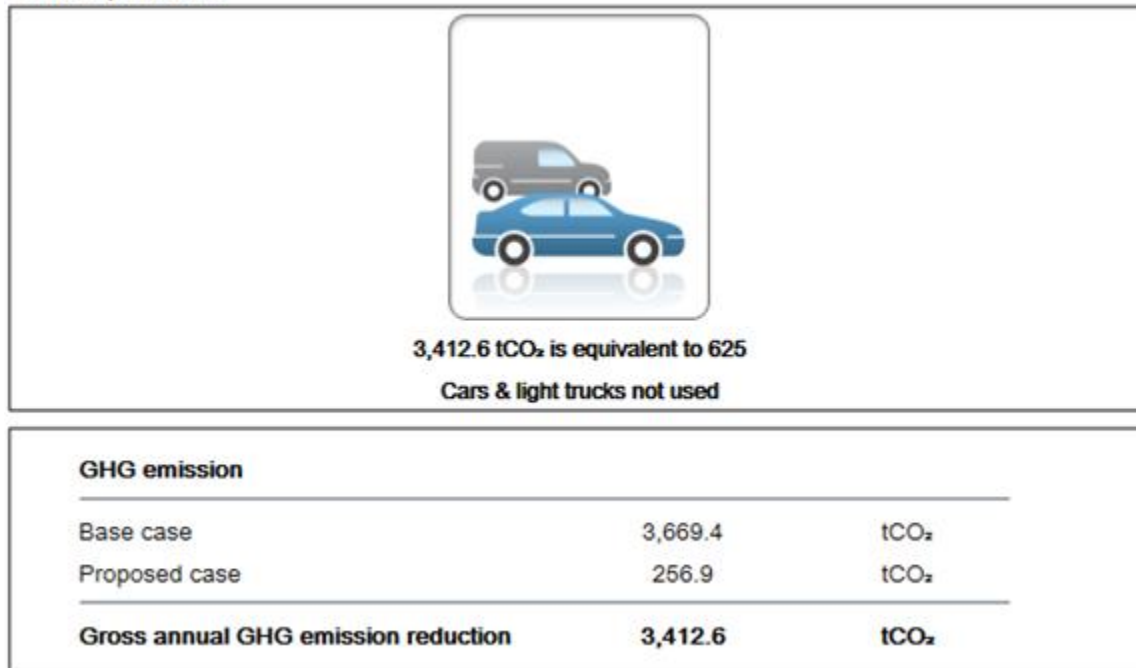 3,412.6 tCO₂ is equivalent to 625
Cars & light trucks not used
GHG emission
Base case 3,669.4 tCO₂
Proposed case 256.9 tCO₂
Gross annual GHG emission reduction 3,412.6 tCO₂